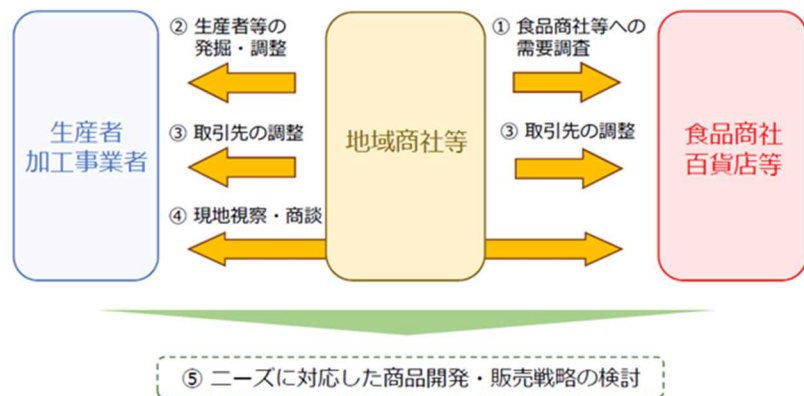 ② 生産者等の
発掘・調整
① 食品商社等への
需要調査
生産者
加工事業者
③ 取引先の調整
地域商社等
③ 取引先の調整
食品商社
百貨店等
④ 現地視察・商談
⑤ ニーズに対応した商品開発・販売戦略の検討